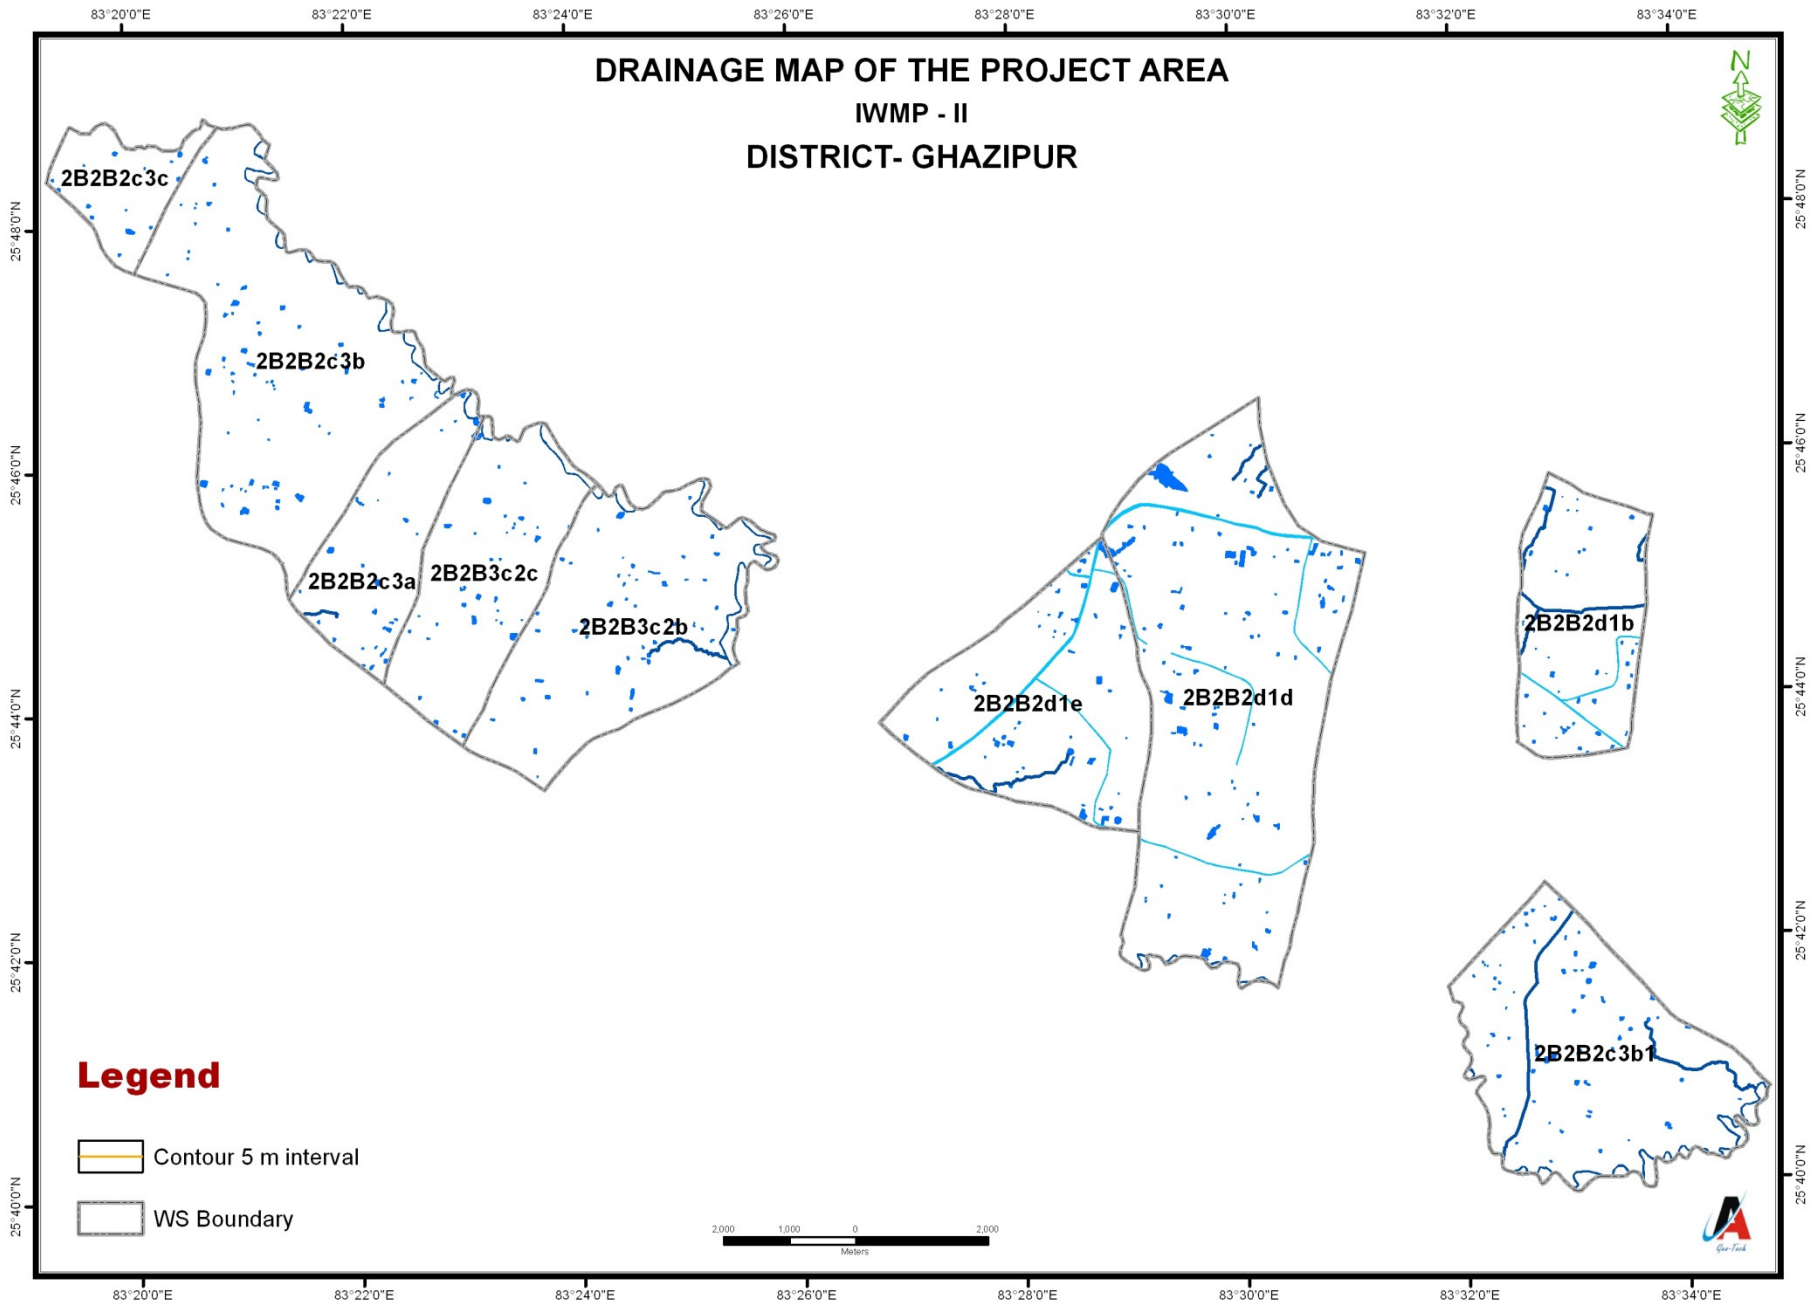 83°20'0"E 83°22'0"E 83°24'0"E 83°26'0"E 83°28'0"E 83°30'0"E 83°32'0"E 83°34'0"E
DRAINAGE MAP OF THE PROJECT AREA
IWMP - II
DISTRICT- GHAZIPUR
N
2B2B2c3c
25°48'0"N 25°48'0"N
2B2B2c3b
25°46'0"N 25°46'0"N
2B2B2c3a
2B2B3c2c
2B2B3c2b
2B2B2d1b
2B2B2d1e
2B2B2d1d
25°44'0"N 25°44'0"N
25°42'0"N 25°42'0"N
2B2B2c3b1
Legend
Contour 5 m interval
WS Boundary
25°40'0"N 25°40'0"N
2,000 1,000 0 2,000
Meters
A
Geo-Tech
83°20'0"E 83°22'0"E 83°24'0"E 83°26'0"E 83°28'0"E 83°30'0"E 83°32'0"E 83°34'0"E